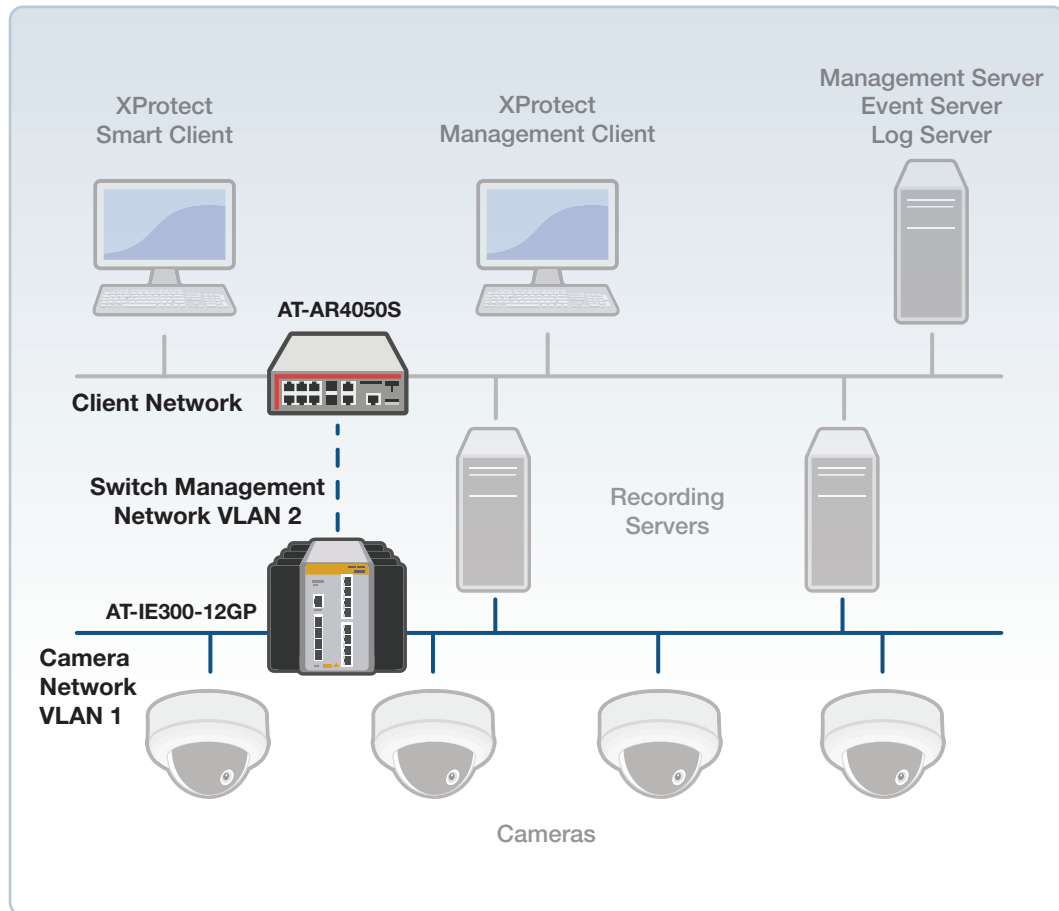 XProtect
Smart Client
XProtect
Management Client
Management Server
Event Server
Log Server
AT-AR4050S
Client Network
Switch Management
Network VLAN 2
Recording
Servers
AT-IE300-12GP
Camera
Network
VLAN 1
Cameras